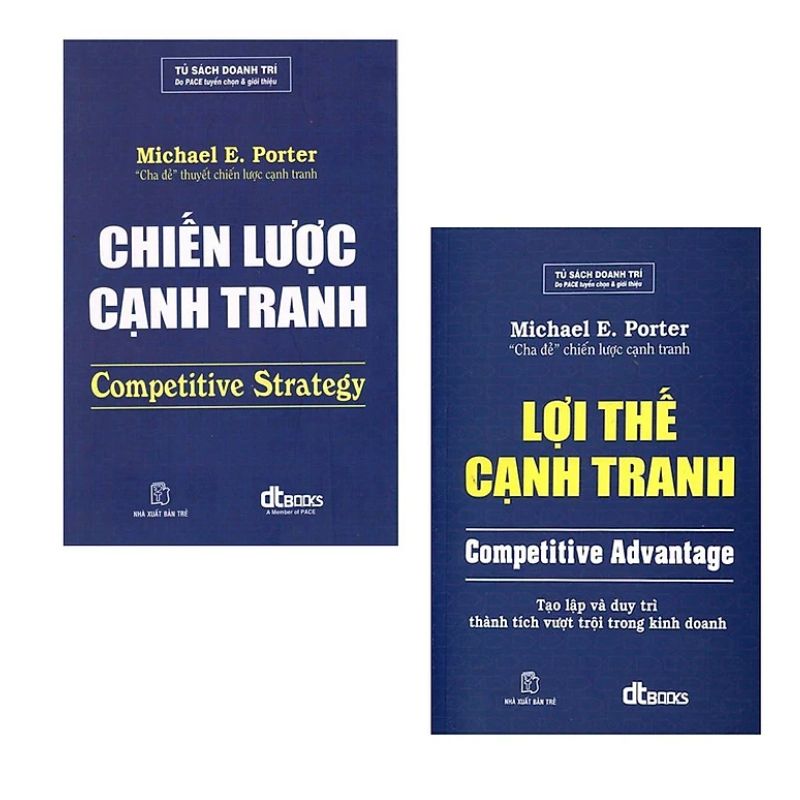 TỦ SÁCH DOANH TRÍ
Do PACE tuyển chọn & giới thiệu
Michael E. Porter
“Cha đẻ” thuyết chiến lược cạnh tranh
CHIẾN LƯỢC
CẠNH TRANH
Competitive Strategy
NHÀ XUẤT BẢN TRẺ
dtBOOKS
A Member of PACE
TỦ SÁCH DOANH TRÍ
Do PACE tuyển chọn & giới thiệu
Michael E. Porter
“Cha đẻ” chiến lược cạnh tranh
LỢI THẾ
CẠNH TRANH
Competitive Advantage
Tạo lập và duy trì
thành tích vượt trội trong kinh doanh
NHÀ XUẤT BẢN TRẺ
dtBOOKS